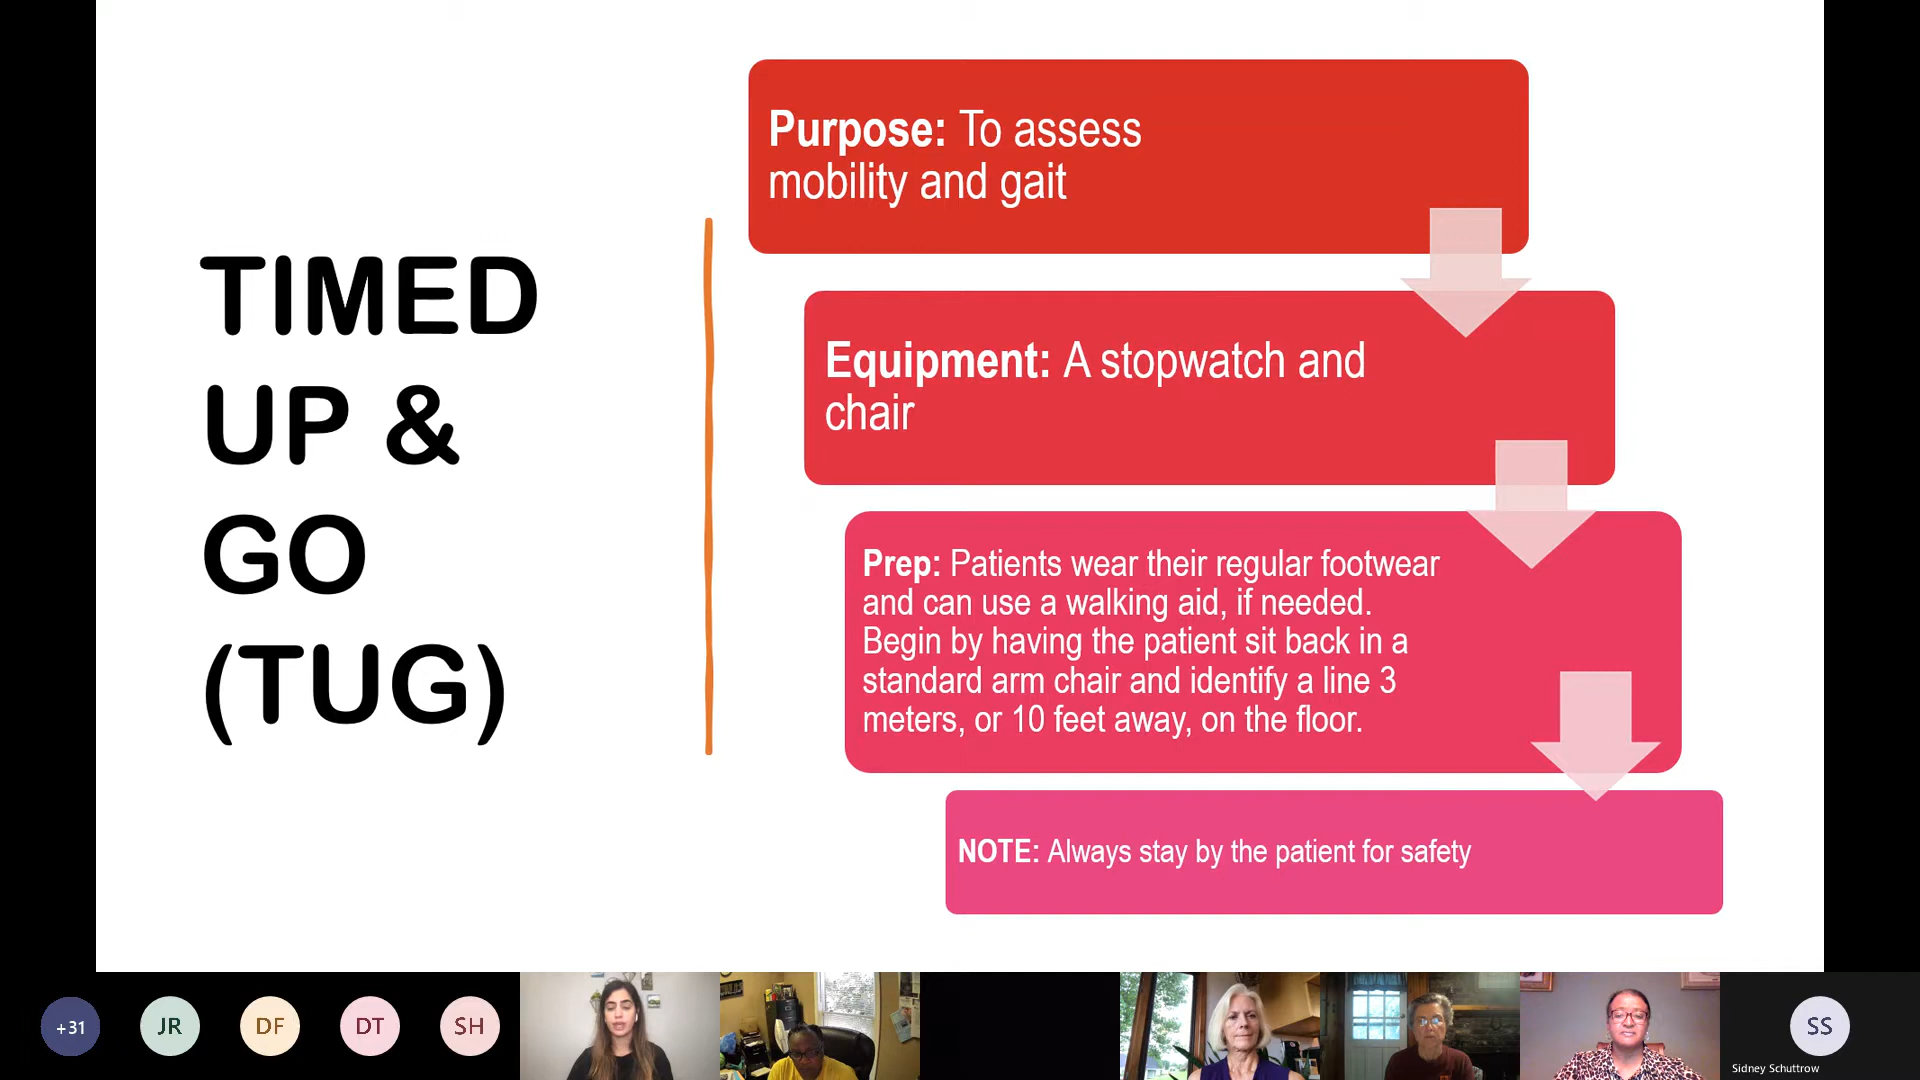 TIMED
UP &
GO
(TUG)
Purpose: To assess
mobility and gait
Equipment: A stopwatch and
chair
Prep: Patients wear their regular footwear
and can use a walking aid, if needed.
Begin by having the patient sit back in a
standard arm chair and identify a line 3
meters, or 10 feet away, on the floor.
NOTE: Always stay by the patient for safety
+31
JR
DF
DT
SH
SS
Sidney Schuttrow